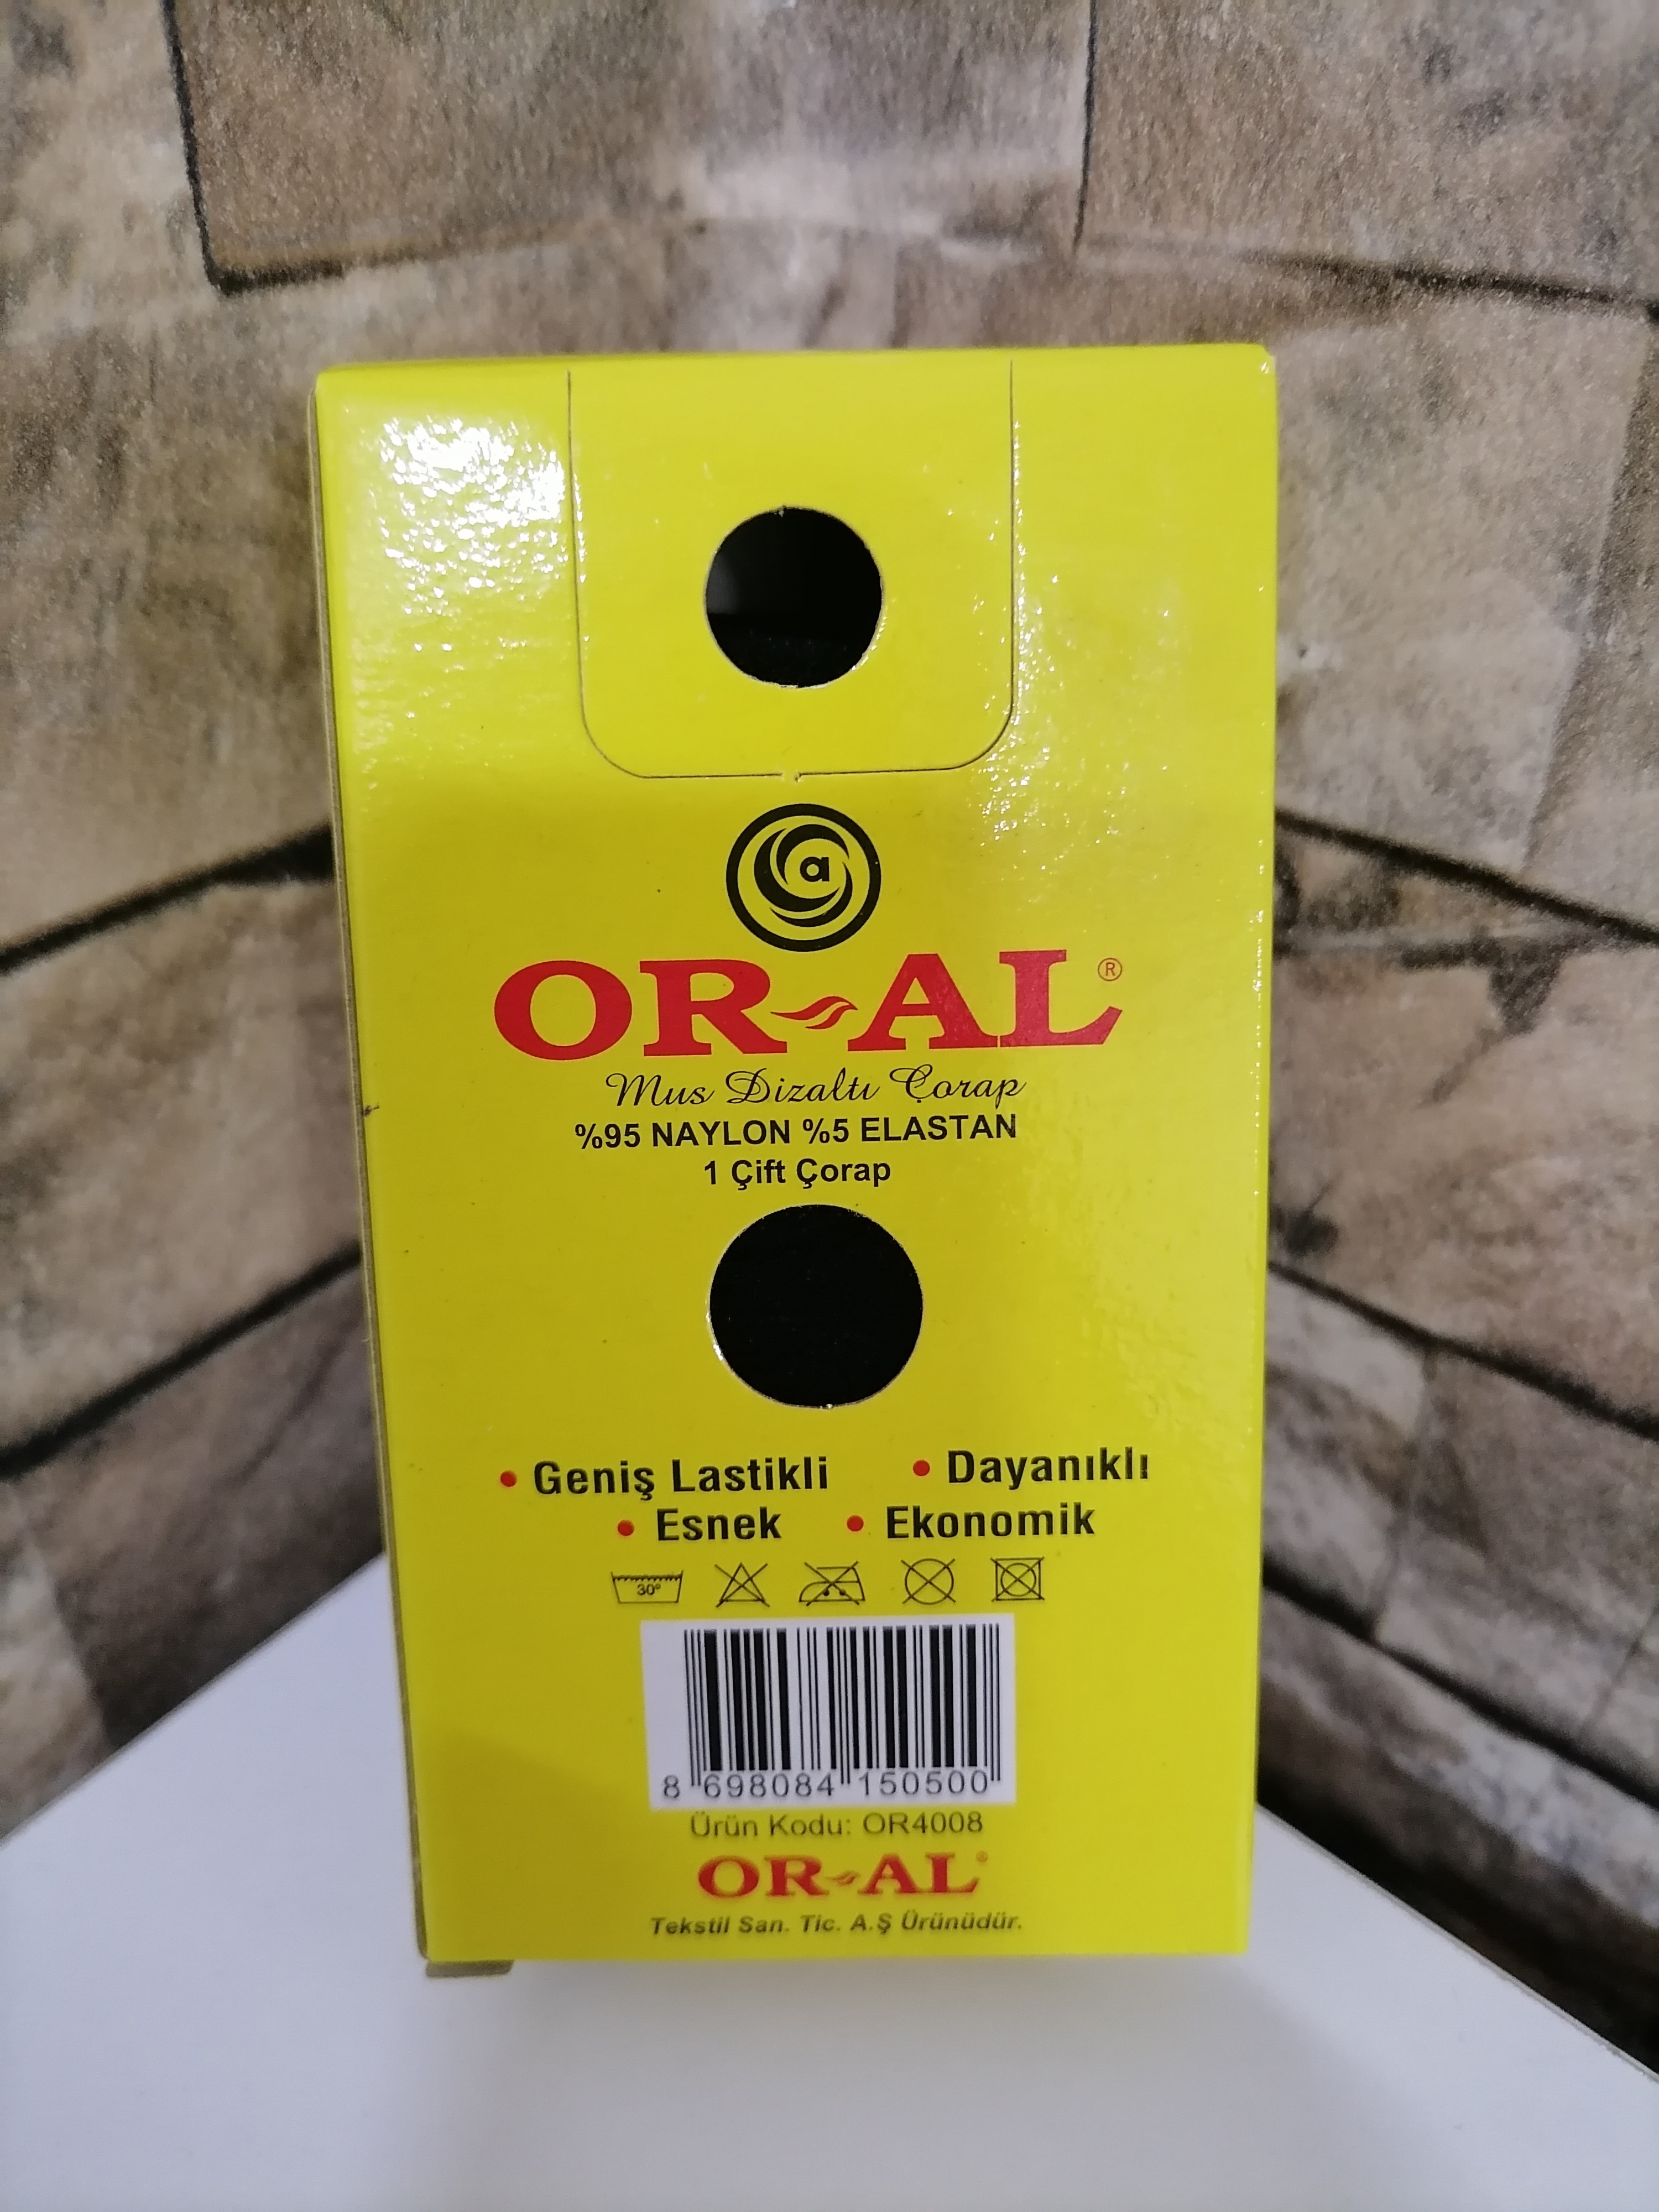 a
OR-AL®
Mus Dizaltı Çorap
%95 NAYLON %5 ELASTAN
1 Çift Çorap
• Geniş Lastikli • Dayanıklı
• Esnek • Ekonomik
30°
8 698084 150500
Ürün Kodu: OR4008
OR-AL®
Tekstil San. Tic. A.Ş Ürünüdür.